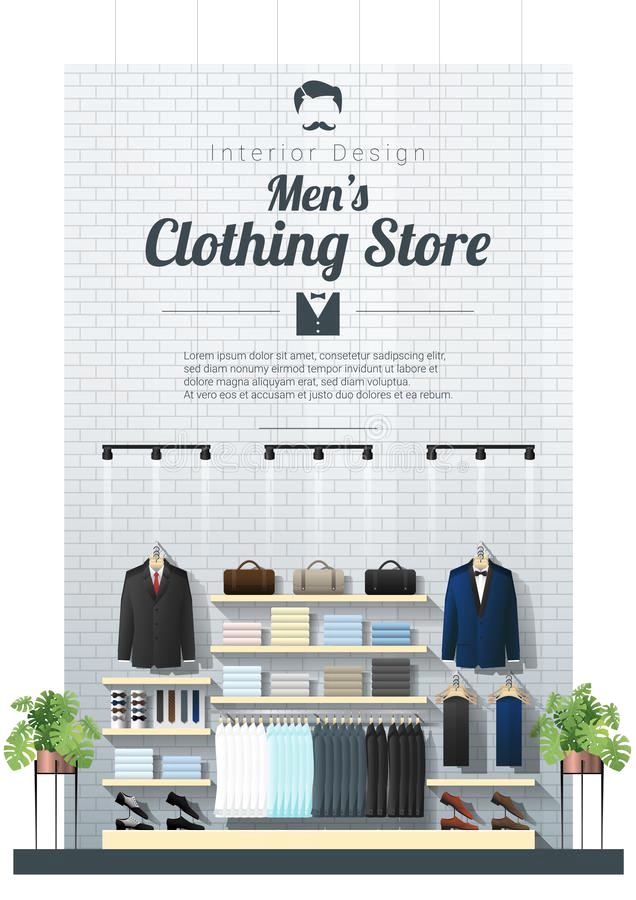 Interior Design
Men's
Clothing Store
Lorem ipsum dolor sit amet, consetetur sadipscing elitr,
sed diam nonumy eirmod tempor invidunt ut labore et
dolore magna aliquyam erat, sed diam voluptua.
At vero eos et accusam et justo duo dolores et ea rebum.
dreamstime